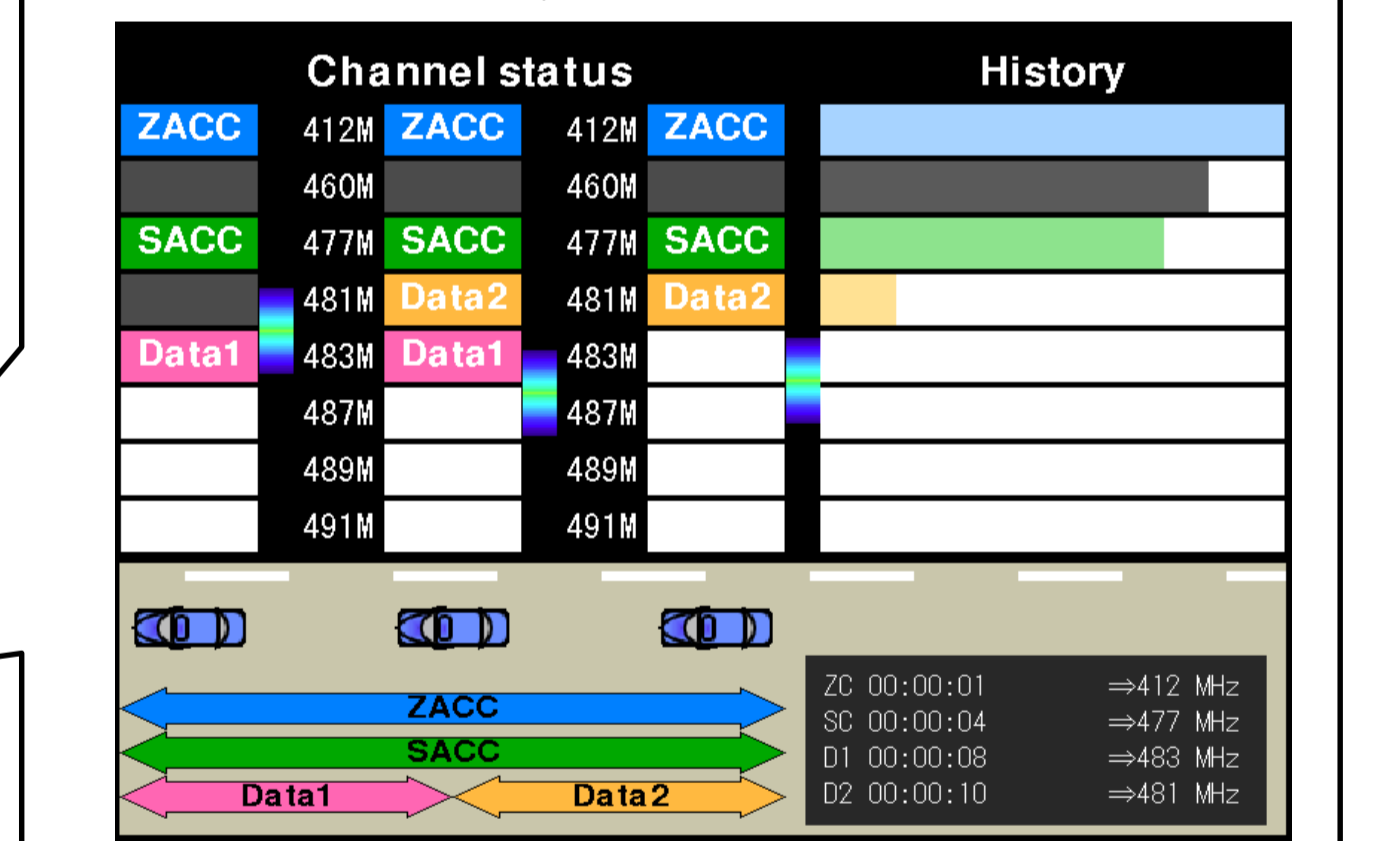 Channel status History
ZACC 412M ZACC 412M ZACC
460M 460M
SACC 477M SACC 477M SACC
481M Data2 481M Data2
Data1 483M Data1 483M
487M 487M
489M 489M
491M 491M
ZACC
SACC
Data1 Data2
ZC 00:00:01 ⇒412 MHz
SC 00:00:04 ⇒477 MHz
D1 00:00:08 ⇒483 MHz
D2 00:00:10 ⇒481 MHz